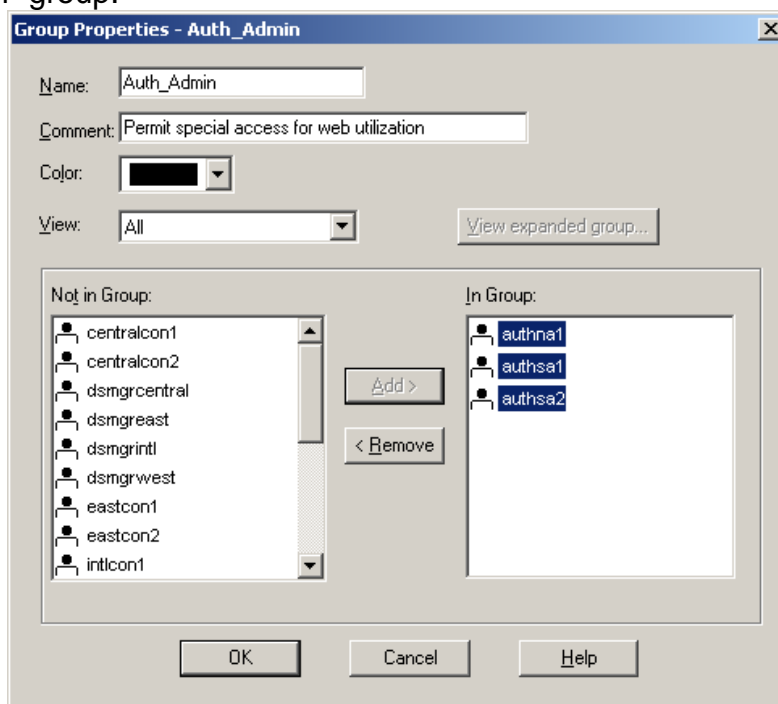 group.
Group Properties - Auth_Admin
Name: Auth_Admin
Comment: Permit special access for web utilization
Color:
View: All View expanded group...
Not in Group: In Group:
centralcon1 authna1
centralcon2 authsa1
dsmgrcentral authsa2
dsmgreast
dsmgrintl
dsmgrwest
eastcon1
eastcon2
intlcon1
Add >
< Remove
OK Cancel Help